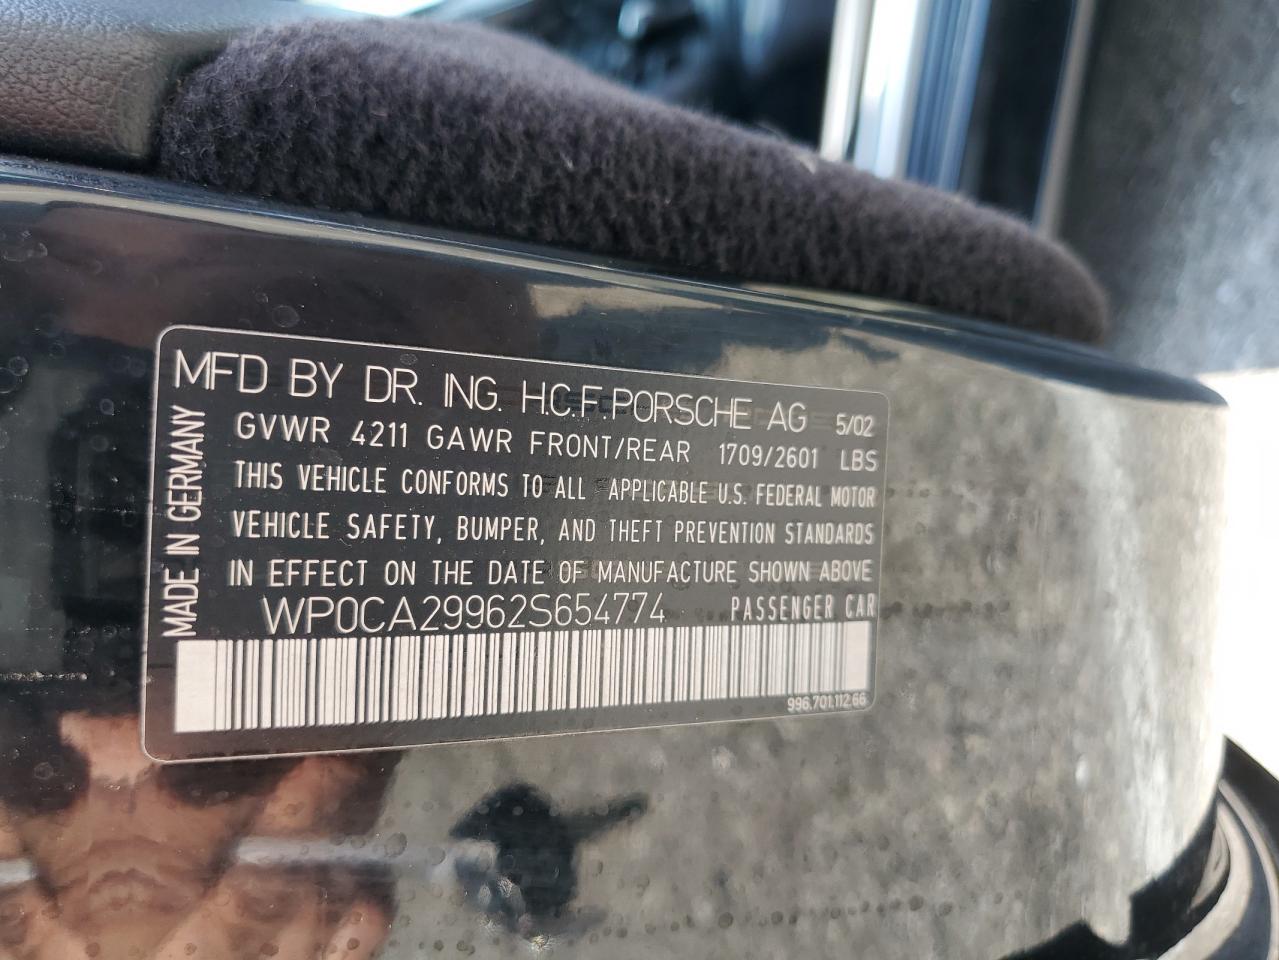 MFD BY DR. ING. H.C.F. PORSCHE AG 5/02
GVWR 4211 GAWR FRONT/REAR 1709/2601 LBS
THIS VEHICLE CONFORMS TO ALL APPLICABLE U.S. FEDERAL MOTOR
VEHICLE SAFETY, BUMPER, AND THEFT PREVENTION STANDARDS
IN EFFECT ON THE DATE OF MANUFACTURE SHOWN ABOVE
WP0CA29962S654774 PASSENGER CAR
996.701.112.66
MADE IN GERMANY